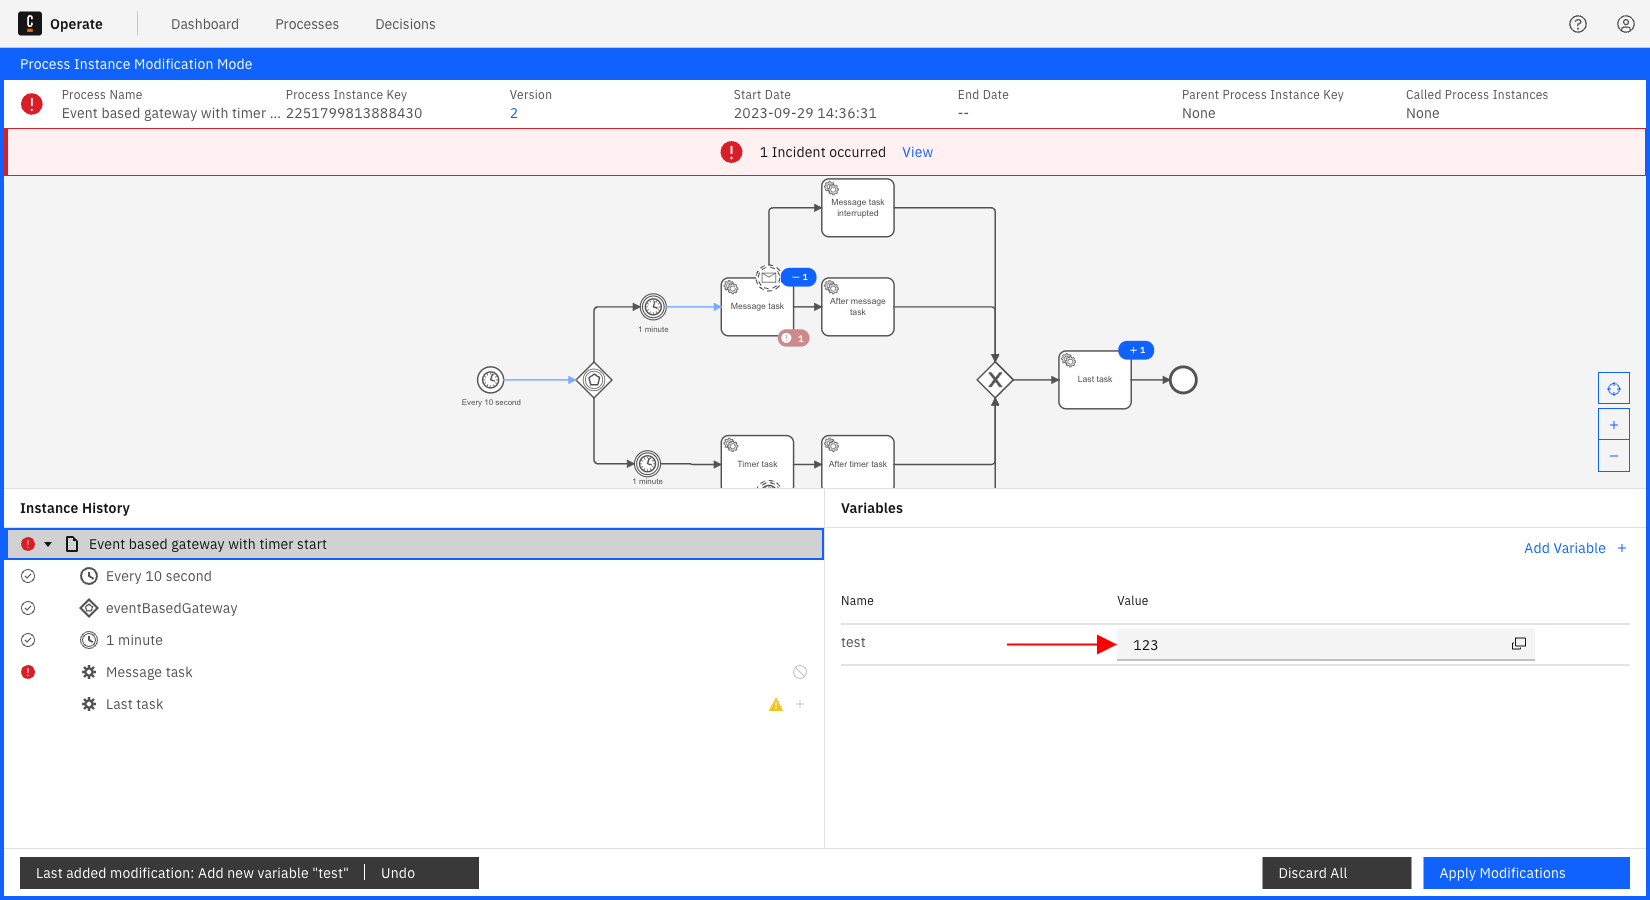 Operate
Dashboard
Processes
Decisions
Process Instance Modification Mode
Process Name
Process Instance Key
Version
Start Date
End Date
Parent Process Instance Key
Called Process Instances
Event based gateway with timer ...
2251799813888430
2
2023-09-29 14:36:31
--
None
None
1 Incident occurred
View
Message task
interrupted
− 1
Message task
After message
task
1 minute
1
+ 1
Last task
Every 10 second
Timer task
After timer task
1 minute
Instance History
Variables
Event based gateway with timer start
Add Variable +
Every 10 second
eventBasedGateway
1 minute
Message task
Last task
Name
Value
test
123
Last added modification: Add new variable "test"
Undo
Discard All
Apply Modifications